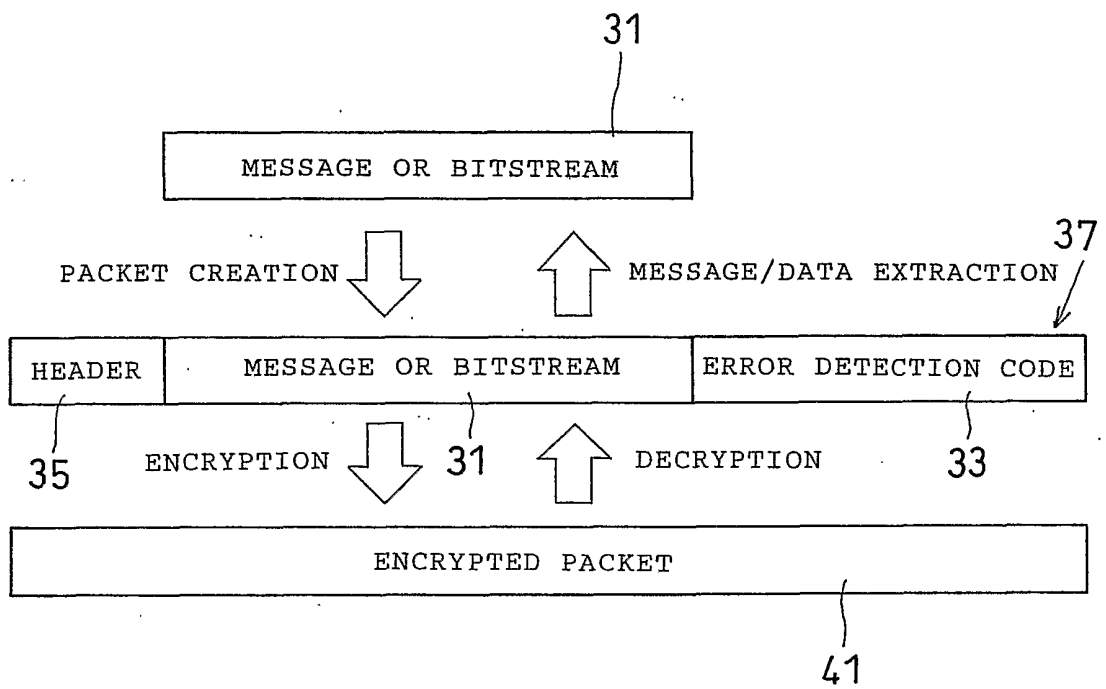 31
MESSAGE OR BITSTREAM
37
PACKET CREATION
MESSAGE/DATA EXTRACTION
HEADER
MESSAGE OR BITSTREAM
ERROR DETECTION CODE
35
ENCRYPTION
31
DECRYPTION
33
ENCRYPTED PACKET
41